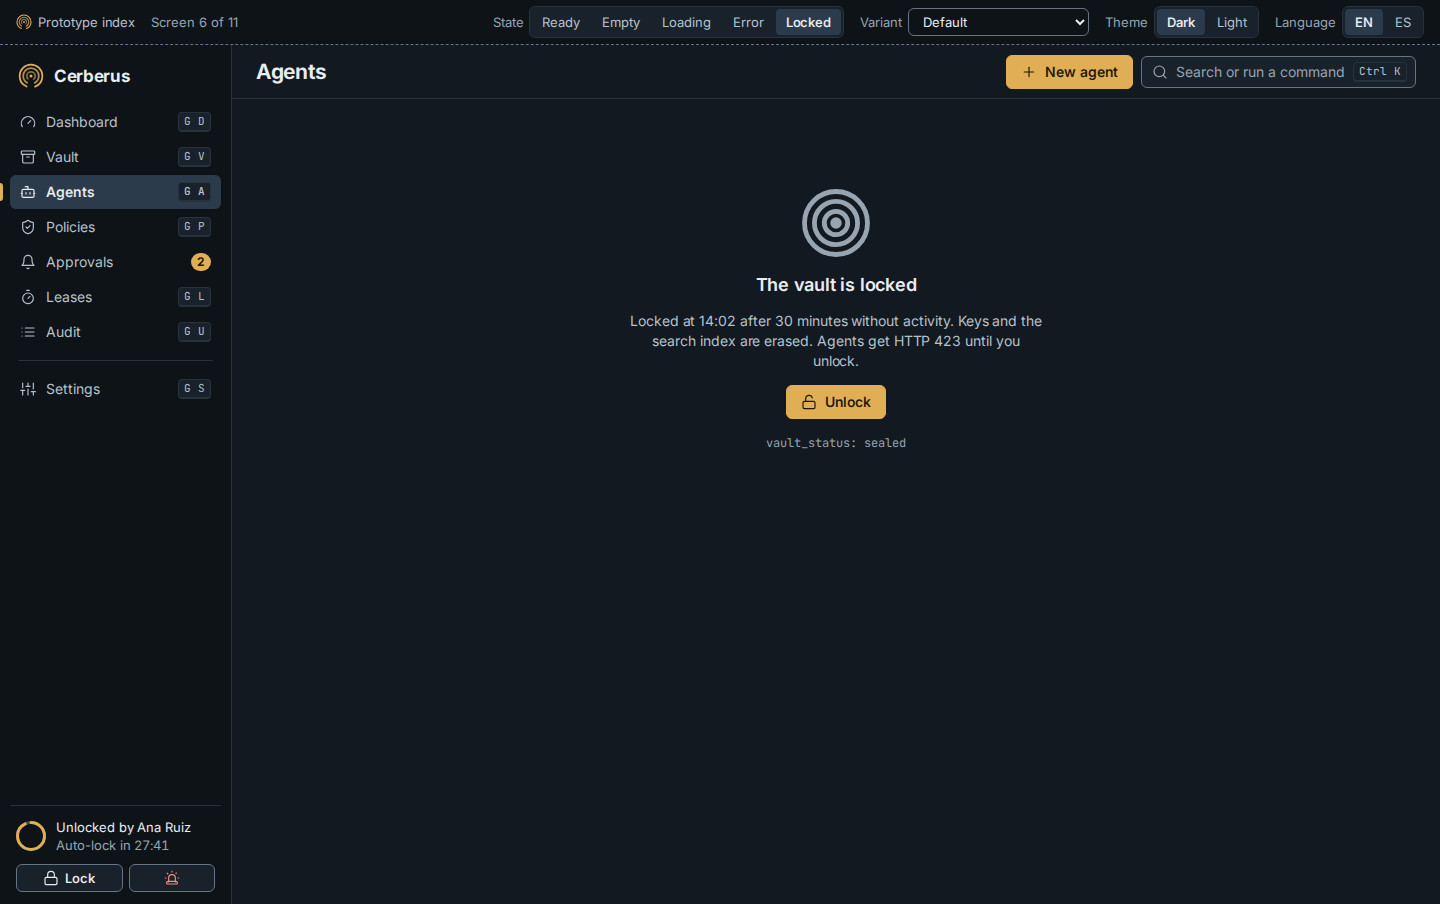 Prototype index
Screen 6 of 11
State
Ready
Empty
Loading
Error
Locked
Variant
Default
Theme
Dark
Light
Language
EN
ES
Cerberus
Dashboard
G D
Vault
G V
Agents
G A
Policies
G P
Approvals
2
Leases
G L
Audit
G U
Settings
G S
Unlocked by Ana Ruiz
Auto-lock in 27:41
Lock
Agents
New agent
Search or run a command
Ctrl K
The vault is locked
Locked at 14:02 after 30 minutes without activity. Keys and the
search index are erased. Agents get HTTP 423 until you
unlock.
Unlock
vault_status: sealed